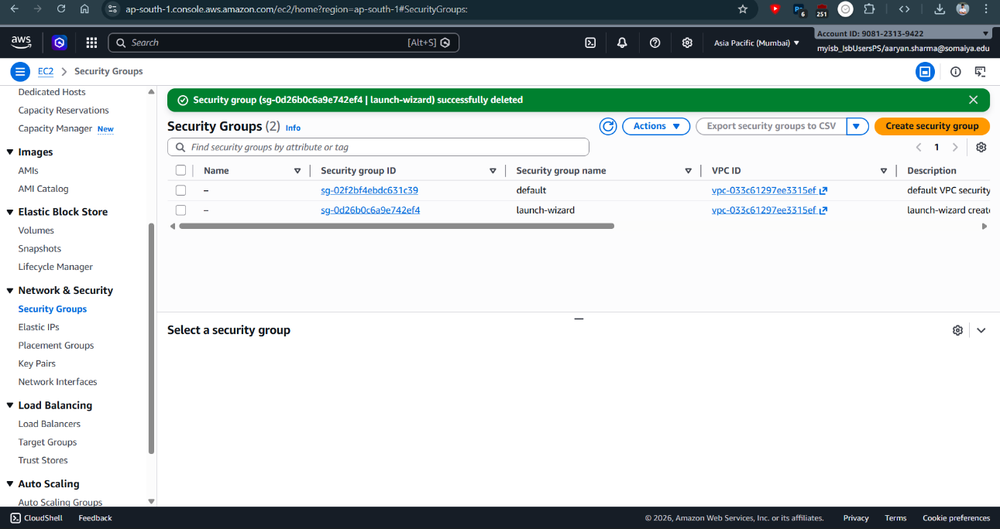 ap-south-1.console.aws.amazon.com/ec2/home?region=ap-south-1#SecurityGroups:
6
251
aws
Search
[Alt+S]
Asia Pacific (Mumbai)
Account ID: 9081-2313-9422
myisb_IsbUsersPS/aaryan.sharma@somaiya.edu
EC2
Security Groups
Dedicated Hosts
Capacity Reservations
Capacity Manager New
Images
AMIs
AMI Catalog
Elastic Block Store
Volumes
Snapshots
Lifecycle Manager
Network & Security
Security Groups
Elastic IPs
Placement Groups
Key Pairs
Network Interfaces
Load Balancing
Load Balancers
Target Groups
Trust Stores
Auto Scaling
Auto Scaling Groups
Security group (sg-0d26b0c6a9e742ef4 | launch-wizard) successfully deleted
Security Groups (2) Info
Actions
Export security groups to CSV
Create security group
Find security groups by attribute or tag
1
Name Security group ID Security group name VPC ID Description
– sg-02f2bf4ebdc631c39 default vpc-033c61297ee3315ef default VPC security
– sg-0d26b0c6a9e742ef4 launch-wizard vpc-033c61297ee3315ef launch-wizard create
Select a security group
CloudShell
Feedback
© 2026, Amazon Web Services, Inc. or its affiliates.
Privacy
Terms
Cookie preferences